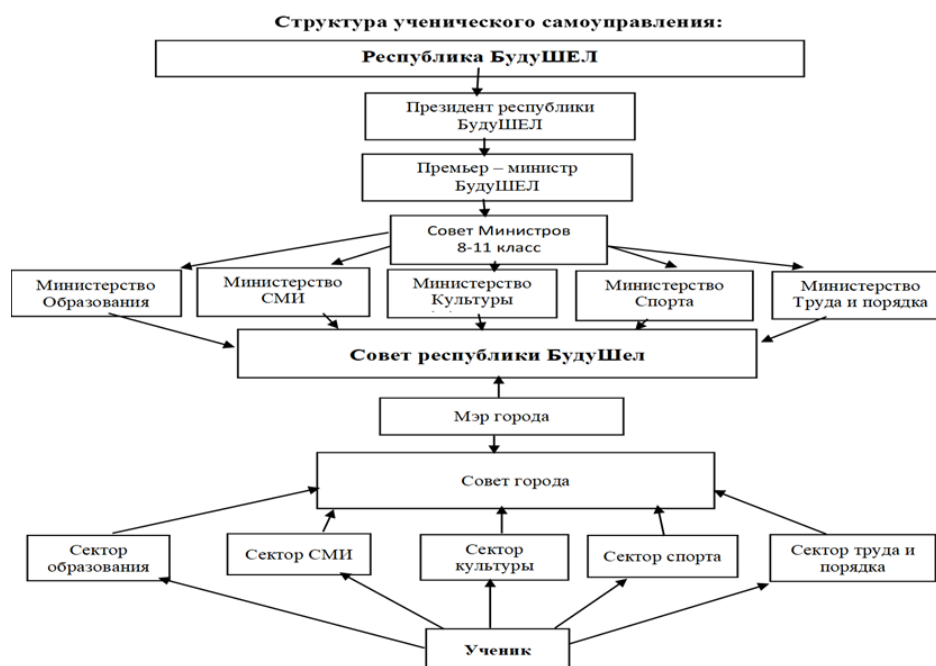 Структура ученического самоуправления:
Республика БудуШЕЛ
Президент республики
БудуШЕЛ
Премьер – министр
БудуШЕЛ
Совет Министров
8-11 класс
Министерство
Образования
Министерство
СМИ
Министерство
Культуры
Министерство
Спорта
Министерство
Труда и порядка
Совет республики БудуШел
Мэр города
Совет города
Сектор
образования
Сектор СМИ
Сектор
культуры
Сектор спорта
Сектор труда и
порядка
Ученик